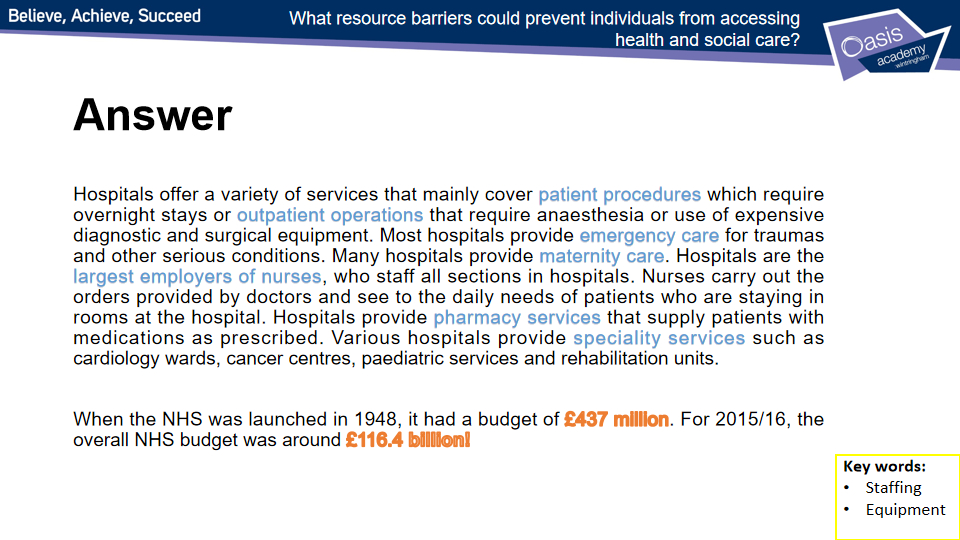 Believe, Achieve, Succeed
What resource barriers could prevent individuals from accessing
health and social care?
Oasis
academy
wintringham
Answer
Hospitals offer a variety of services that mainly cover patient procedures which require
overnight stays or outpatient operations that require anaesthesia or use of expensive
diagnostic and surgical equipment. Most hospitals provide emergency care for traumas
and other serious conditions. Many hospitals provide maternity care. Hospitals are the
largest employers of nurses, who staff all sections in hospitals. Nurses carry out the
orders provided by doctors and see to the daily needs of patients who are staying in
rooms at the hospital. Hospitals provide pharmacy services that supply patients with
medications as prescribed. Various hospitals provide speciality services such as
cardiology wards, cancer centres, paediatric services and rehabilitation units.
When the NHS was launched in 1948, it had a budget of £437 million. For 2015/16, the
overall NHS budget was around £116.4 billion!
Key words:
• Staffing
• Equipment